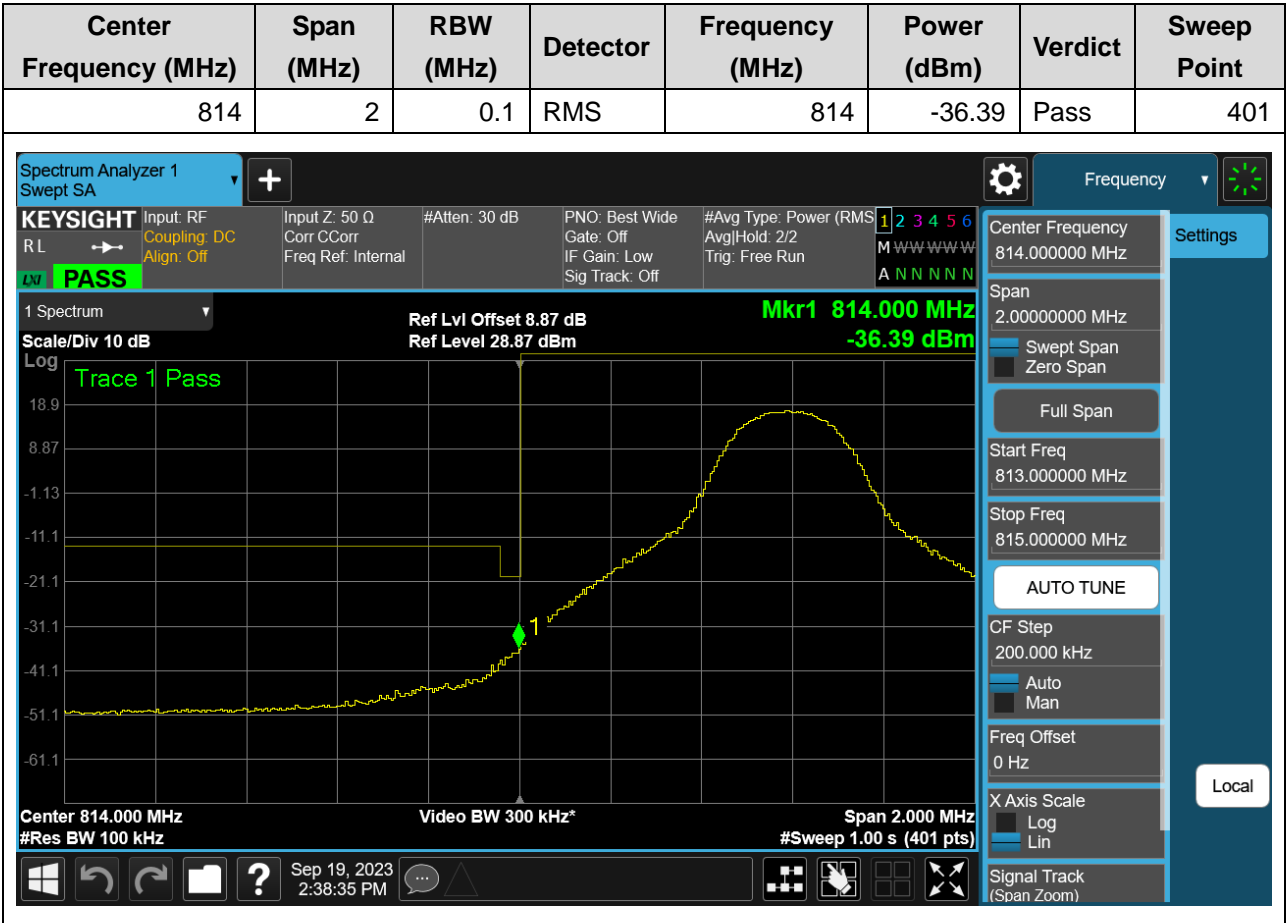 Center Frequency (MHz) Span (MHz) RBW (MHz) Detector Frequency (MHz) Power (dBm) Verdict Sweep Point
814 2 0.1 RMS 814 -36.39 Pass 401
Spectrum Analyzer 1
Swept SA
Frequency
KEYSIGHT
R L
LXI PASS
Input: RF
Coupling: DC
Align: Off
Input Z: 50 Ω
Corr CCorr
Freq Ref: Internal
#Atten: 30 dB
PNO: Best Wide
Gate: Off
IF Gain: Low
Sig Track: Off
#Avg Type: Power (RMS
Avg|Hold: 2/2
Trig: Free Run
1 2 3 4 5 6
M W W W W W
A N N N N N
1 Spectrum
Scale/Div 10 dB
Ref Lvl Offset 8.87 dB
Ref Level 28.87 dBm
Mkr1 814.000 MHz
-36.39 dBm
Log
Trace 1 Pass
18.9
8.87
-1.13
-11.1
-21.1
-31.1
-41.1
-51.1
-61.1
1
Center 814.000 MHz
#Res BW 100 kHz
Video BW 300 kHz*
Span 2.000 MHz
#Sweep 1.00 s (401 pts)
Center Frequency
814.000000 MHz
Settings
Span
2.00000000 MHz
Swept Span
Zero Span
Full Span
Start Freq
813.000000 MHz
Stop Freq
815.000000 MHz
AUTO TUNE
CF Step
200.000 kHz
Auto
Man
Freq Offset
0 Hz
X Axis Scale
Log
Lin
Local
Signal Track
(Span Zoom)
?
Sep 19, 2023
2:38:35 PM